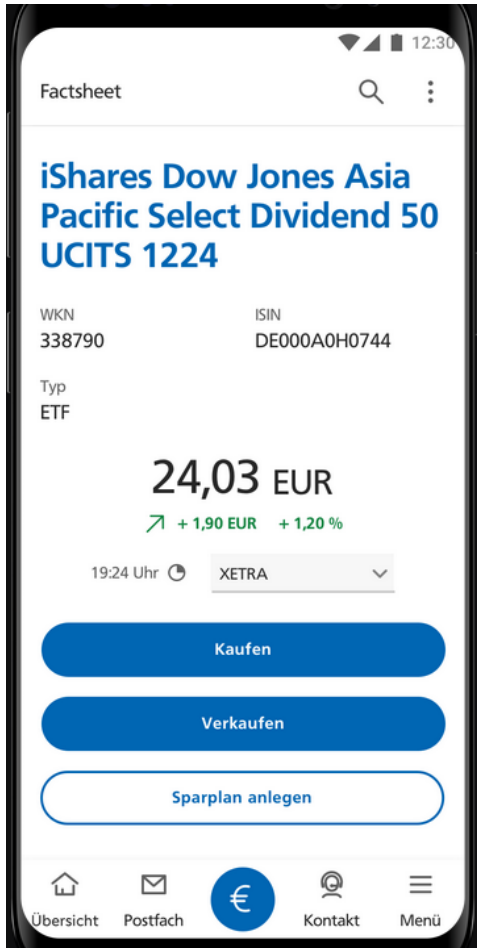 12:30
Factsheet
iShares Dow Jones Asia
Pacific Select Dividend 50
UCITS 1224
WKN
ISIN
338790
DE000A0H0744
Typ
ETF
24,03 EUR
+ 1,90 EUR + 1,20 %
19:24 Uhr
XETRA
Kaufen
Verkaufen
Sparplan anlegen
€
Übersicht
Postfach
Kontakt
Menü